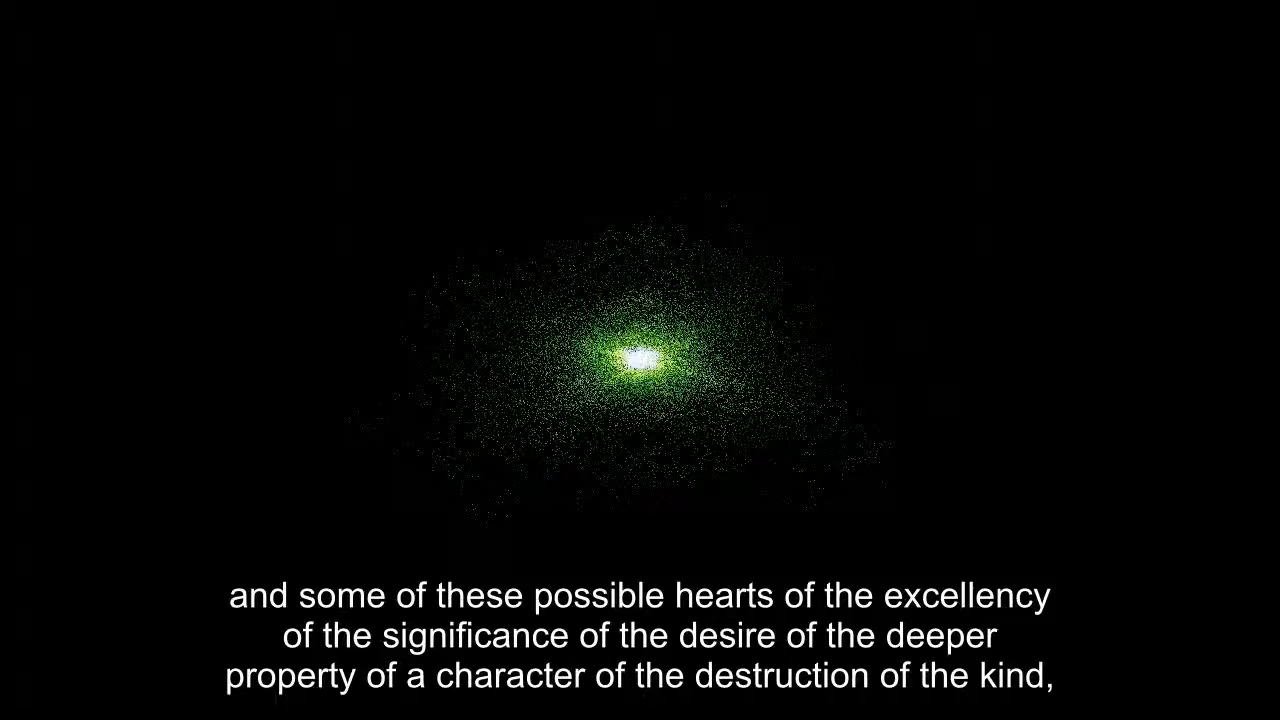 and some of these possible hearts of the excellency
of the significance of the desire of the deeper
property of a character of the destruction of the kind,